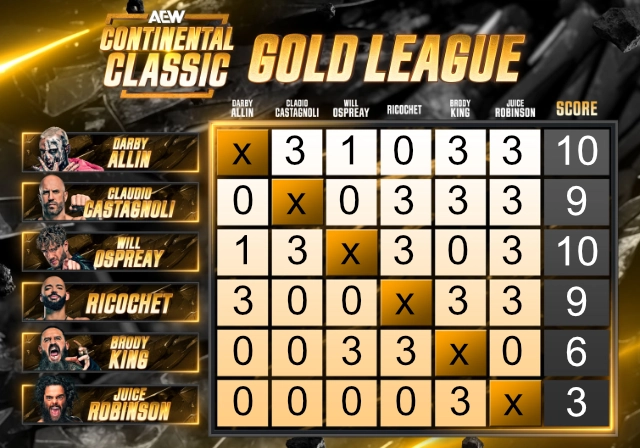 AEW
CONTINENTAL
CLASSIC
GOLD LEAGUE
DARBY ALLIN CLADIO CASTAGNOLI WILL OSPREAY RICOCHET BRODY KING JUICE ROBINSON SCORE
DARBY ALLIN x 3 1 0 3 3 10
CLAUDIO CASTAGNOLI 0 x 0 3 3 3 9
WILL OSPREAY 1 3 x 3 0 3 10
RICOCHET 3 0 0 x 3 3 9
BRODY KING 0 0 3 3 x 0 6
JUICE ROBINSON 0 0 0 0 3 x 3